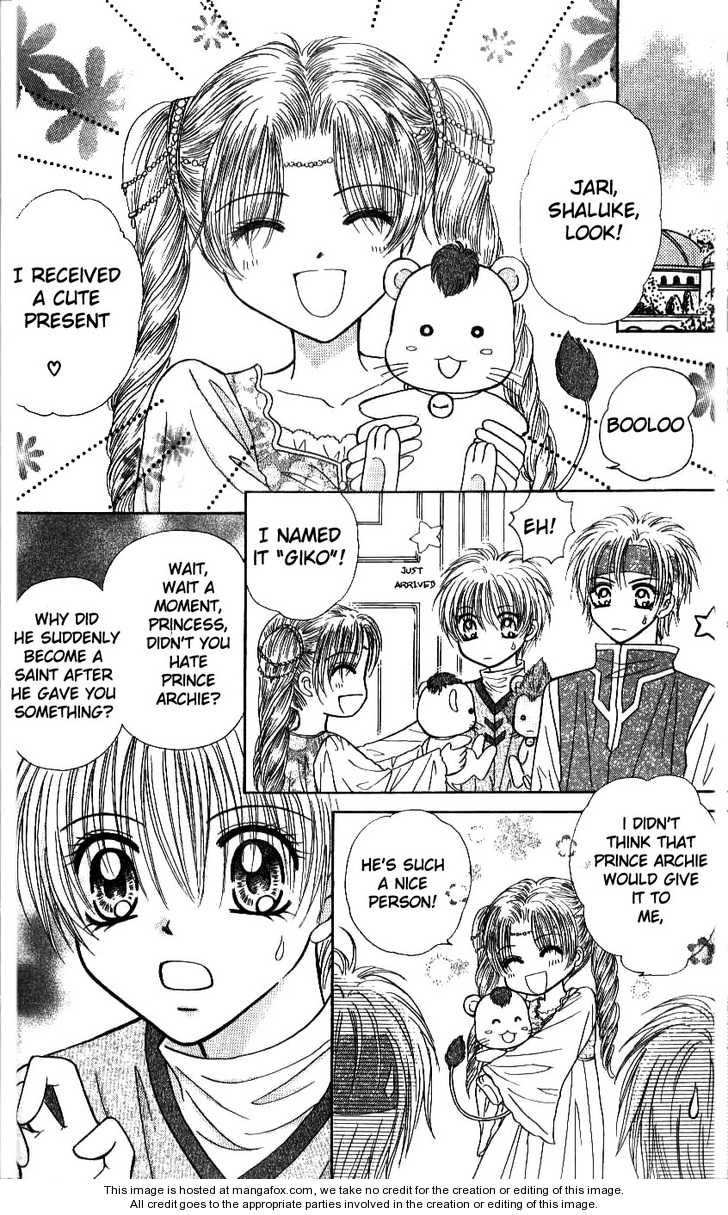 JARI,
SHALUKE,
LOOK!
I RECEIVED
A CUTE
PRESENT
♡
BOOLOO
EH!
I NAMED
IT "GIKO"!
JUST
ARRIVED
WAIT,
WAIT A
MOMENT,
PRINCESS,
DIDN'T YOU
HATE
PRINCE
ARCHIE?
WHY DID
HE SUDDENLY
BECOME A
SAINT AFTER
HE GAVE YOU
SOMETHING?
I DIDN'T
THINK THAT
PRINCE ARCHIE
WOULD GIVE
IT TO
ME,
HE'S SUCH
A NICE
PERSON!
This image is hosted at mangafox.com, we take no credit for the creation or editing of this image.
All credit goes to the appropriate parties involved in the creation or editing of this image.